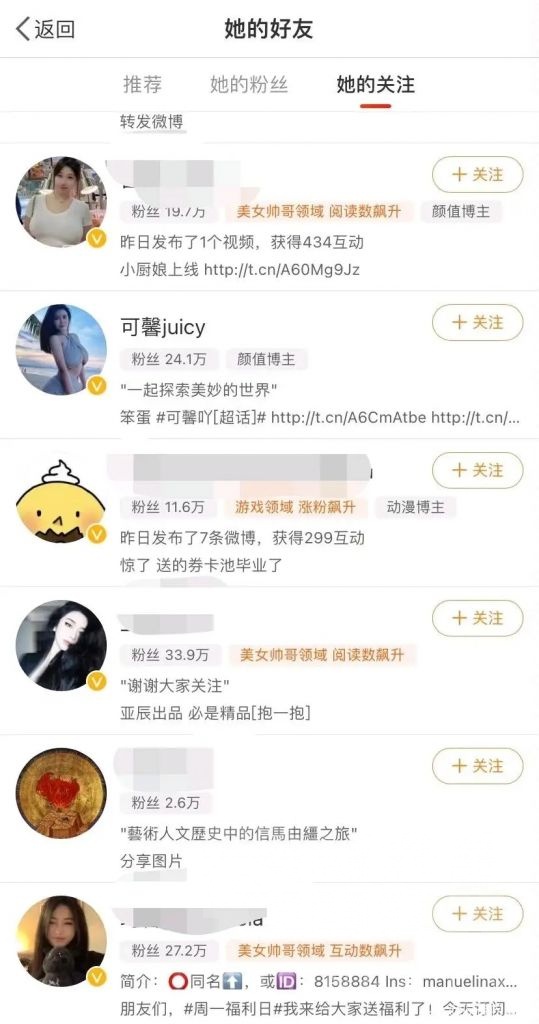 返回
她的好友
推荐 她的粉丝 她的关注
转发微博
+ 关注
粉丝 19.7万 美女帅哥领域 阅读数飙升 颜值博主
昨日发布了1个视频，获得434互动
小厨娘上线 http://t.cn/A60Mg9Jz
可馨juicy
+ 关注
粉丝 24.1万 颜值博主
"一起探索美妙的世界"
笨蛋 #可馨吖[超话]# http://t.cn/A6CmAtbe http://t.cn/...
+ 关注
粉丝 11.6万 游戏领域 涨粉飙升 动漫博主
昨日发布了7条微博，获得299互动
惊了 送的券卡池毕业了
+ 关注
粉丝 33.9万 美女帅哥领域 阅读数飙升
"谢谢大家关注"
亚辰出品 必是精品[抱一抱]
+ 关注
粉丝 2.6万
"藝術人文歷史中的信馬由繮之旅"
分享图片
+ 关注
粉丝 27.2万 美女帅哥领域 互动数飙升
简介：⭕同名⬆️，或🆔：8158884 Ins：manuelinax...
朋友们，#周一福利日#我来给大家送福利了！今天